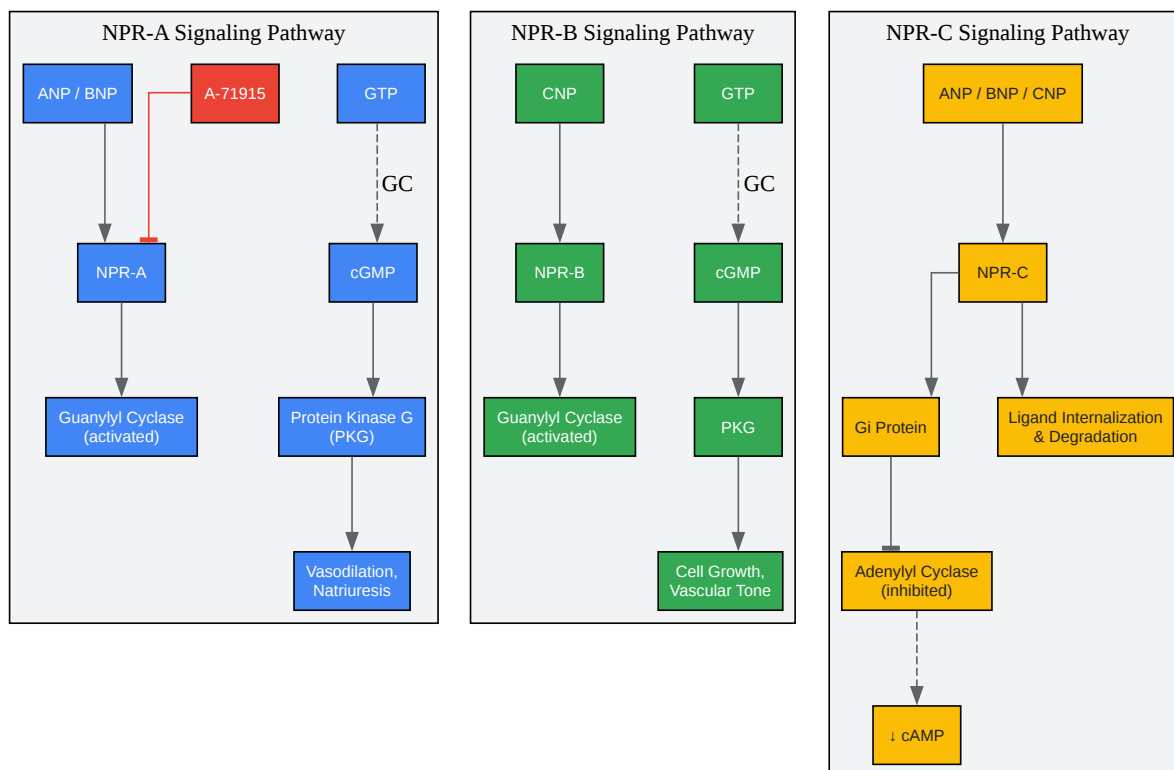 NPR-A Signaling Pathway
ANP / BNP
A-71915
GTP
GC
NPR-A
cGMP
Guanylyl Cyclase
(activated)
Protein Kinase G
(PKG)
Vasodilation,
Natriuresis
NPR-B Signaling Pathway
CNP
GTP
GC
NPR-B
cGMP
Guanylyl Cyclase
(activated)
PKG
Cell Growth,
Vascular Tone
NPR-C Signaling Pathway
ANP / BNP / CNP
NPR-C
Gi Protein
Ligand Internalization
& Degradation
Adenylyl Cyclase
(inhibited)
↓ cAMP